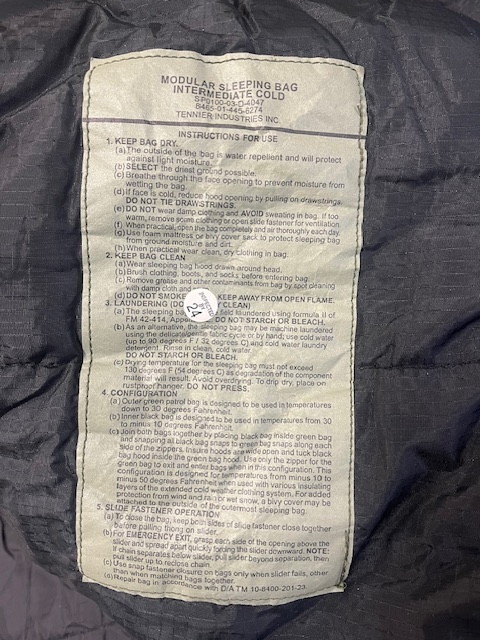 MODULAR SLEEPING BAG
INTERMEDIATE COLD
SP0100-03-D-4047
8465-01-445-6274
TENNIER INDUSTRIES INC.
INSTRUCTIONS FOR USE
1. KEEP BAG DRY.
(a) The outside of the bag is water repellent and will protect
against light moisture.
(b) SELECT the driest ground possible.
(c) Breathe through the face opening to prevent moisture from
wetting the bag.
(d) If face is cold, reduce hood opening by pulling on drawstrings.
DO NOT TIE DRAWSTRINGS.
(e) DO NOT wear damp clothing and AVOID sweating in bag. If too
warm, remove some clothing or open slide fastener for ventilation.
(f) When practical, open the bag completely and air thoroughly each day.
(g) Use foam mattress or bivy cover sack to protect sleeping bag
from ground moisture and dirt.
(h) When practical wear clean, dry clothing in bag.
2. KEEP BAG CLEAN
(a) Wear sleeping bag hood drawn around head.
(b) Brush clothing, boots, and socks before entering bag.
(c) Remove grease and other contaminants from bag by spot cleaning
with damp cloth and
(d) DO NOT SMOKE KEEP AWAY FROM OPEN FLAME.
3. LAUNDERING (DO CLEAN)
(a) The sleeping ba field laundered using formula II of
FM 42-414, Appe DO NOT STARCH OR BLEACH.
(b) As an alternative, the sleeping bag may be machine laundered
using the delicate/gentle fabric cycle or by hand; use cold water
(up to 90 degrees F / 32 degrees C) and cold water laundry
detergent. Rinse in clean, cold water.
DO NOT STARCH OR BLEACH.
(c) Drying temperature for the sleeping bag must not exceed
130 degrees F (54 degrees C) as degradation of the component
material will result. Avoid overdrying. To drip dry, place on
rustproof hanger. DO NOT PRESS.
4. CONFIGURATION
(a) Outer green patrol bag is designed to be used in temperatures
down to 30 degrees Fahrenheit.
(b) Inner black bag is designed to be used in temperatures from 30
to minus 10 degrees Fahrenheit.
(c) Join both bags together by placing black bag inside green bag
and snapping all black bag snaps to green bag snaps along each
side of the zippers. Insure hoods are wide open and tuck black
bag hood inside the green bag hood. Use only the zipper for the
green bag to exit and enter bags when in this configuration. This
configuration is designed for temperatures from minus 10 to
minus 50 degrees Fahrenheit when used with various insulating
layers of the extended cold weather clothing system. For added
protection from wind and rain or wet snow, a bivy cover may be
attached to the outside of the outermost sleeping bag.
5. SLIDE FASTENER OPERATION
(a) To close the bag, keep both sides of slide fastener close together
before pulling thong on slider.
(b) For EMERGENCY EXIT, grasp each side of the opening above the
slider and spread apart quickly forcing the slider downward. NOTE:
If chain separates below slider, pull slider beyond separation, then
pull slider up to reclose chain.
(c) Use snap fastener closure on bags only when slider fails, other
than when matching bags together.
(d) Repair bag in accordance with D/A TM 10-8400-201-23.
24